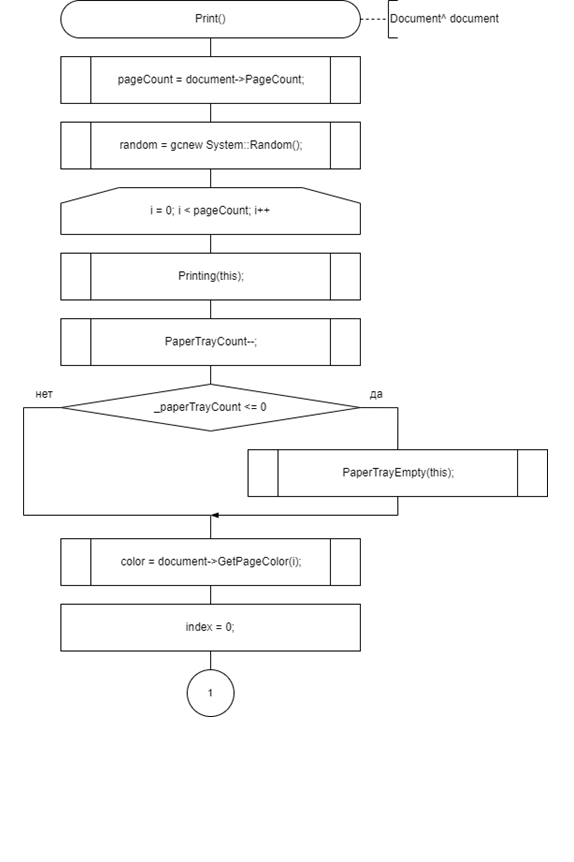 Print()
Document^ document
pageCount = document->PageCount;
random = gcnew System::Random();
i = 0; i < pageCount; i++
Printing(this);
PaperTrayCount--;
нет
да
_paperTrayCount <= 0
PaperTrayEmpty(this);
color = document->GetPageColor(i);
index = 0;
1